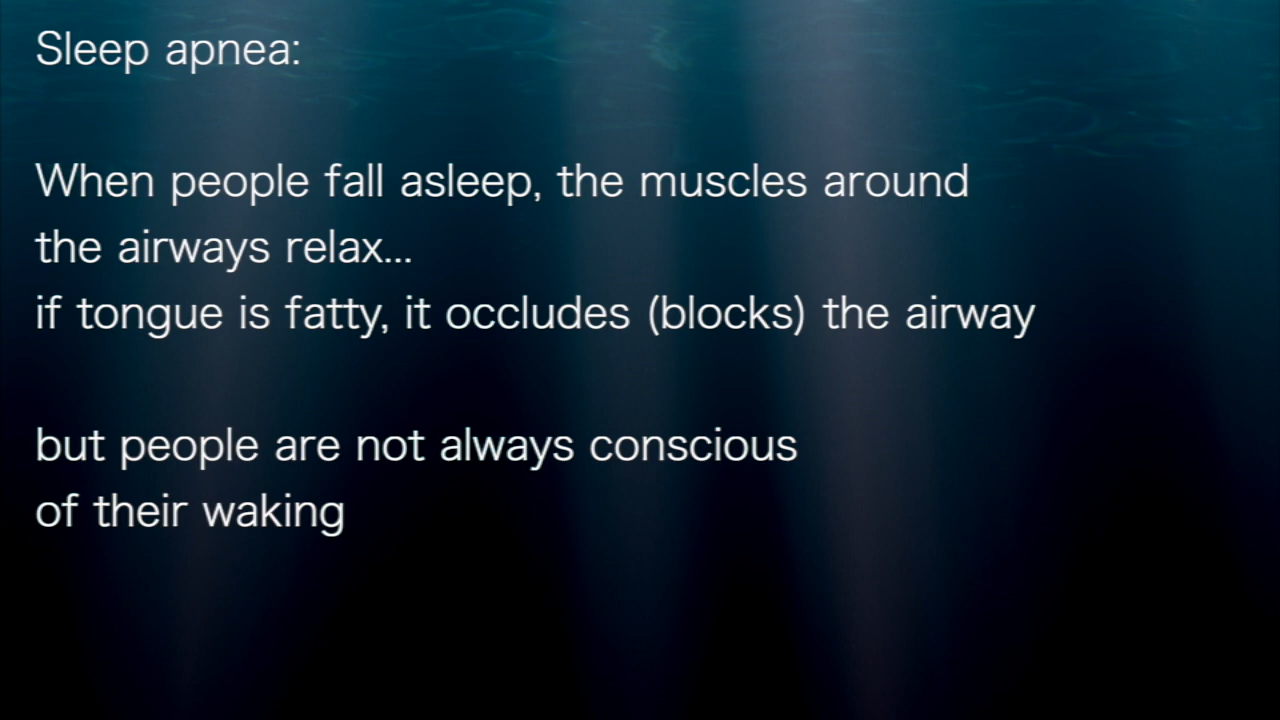 Sleep apnea:
When people fall asleep, the muscles around
the airways relax...
if tongue is fatty, it occludes (blocks) the airway
but people are not always conscious
of their waking